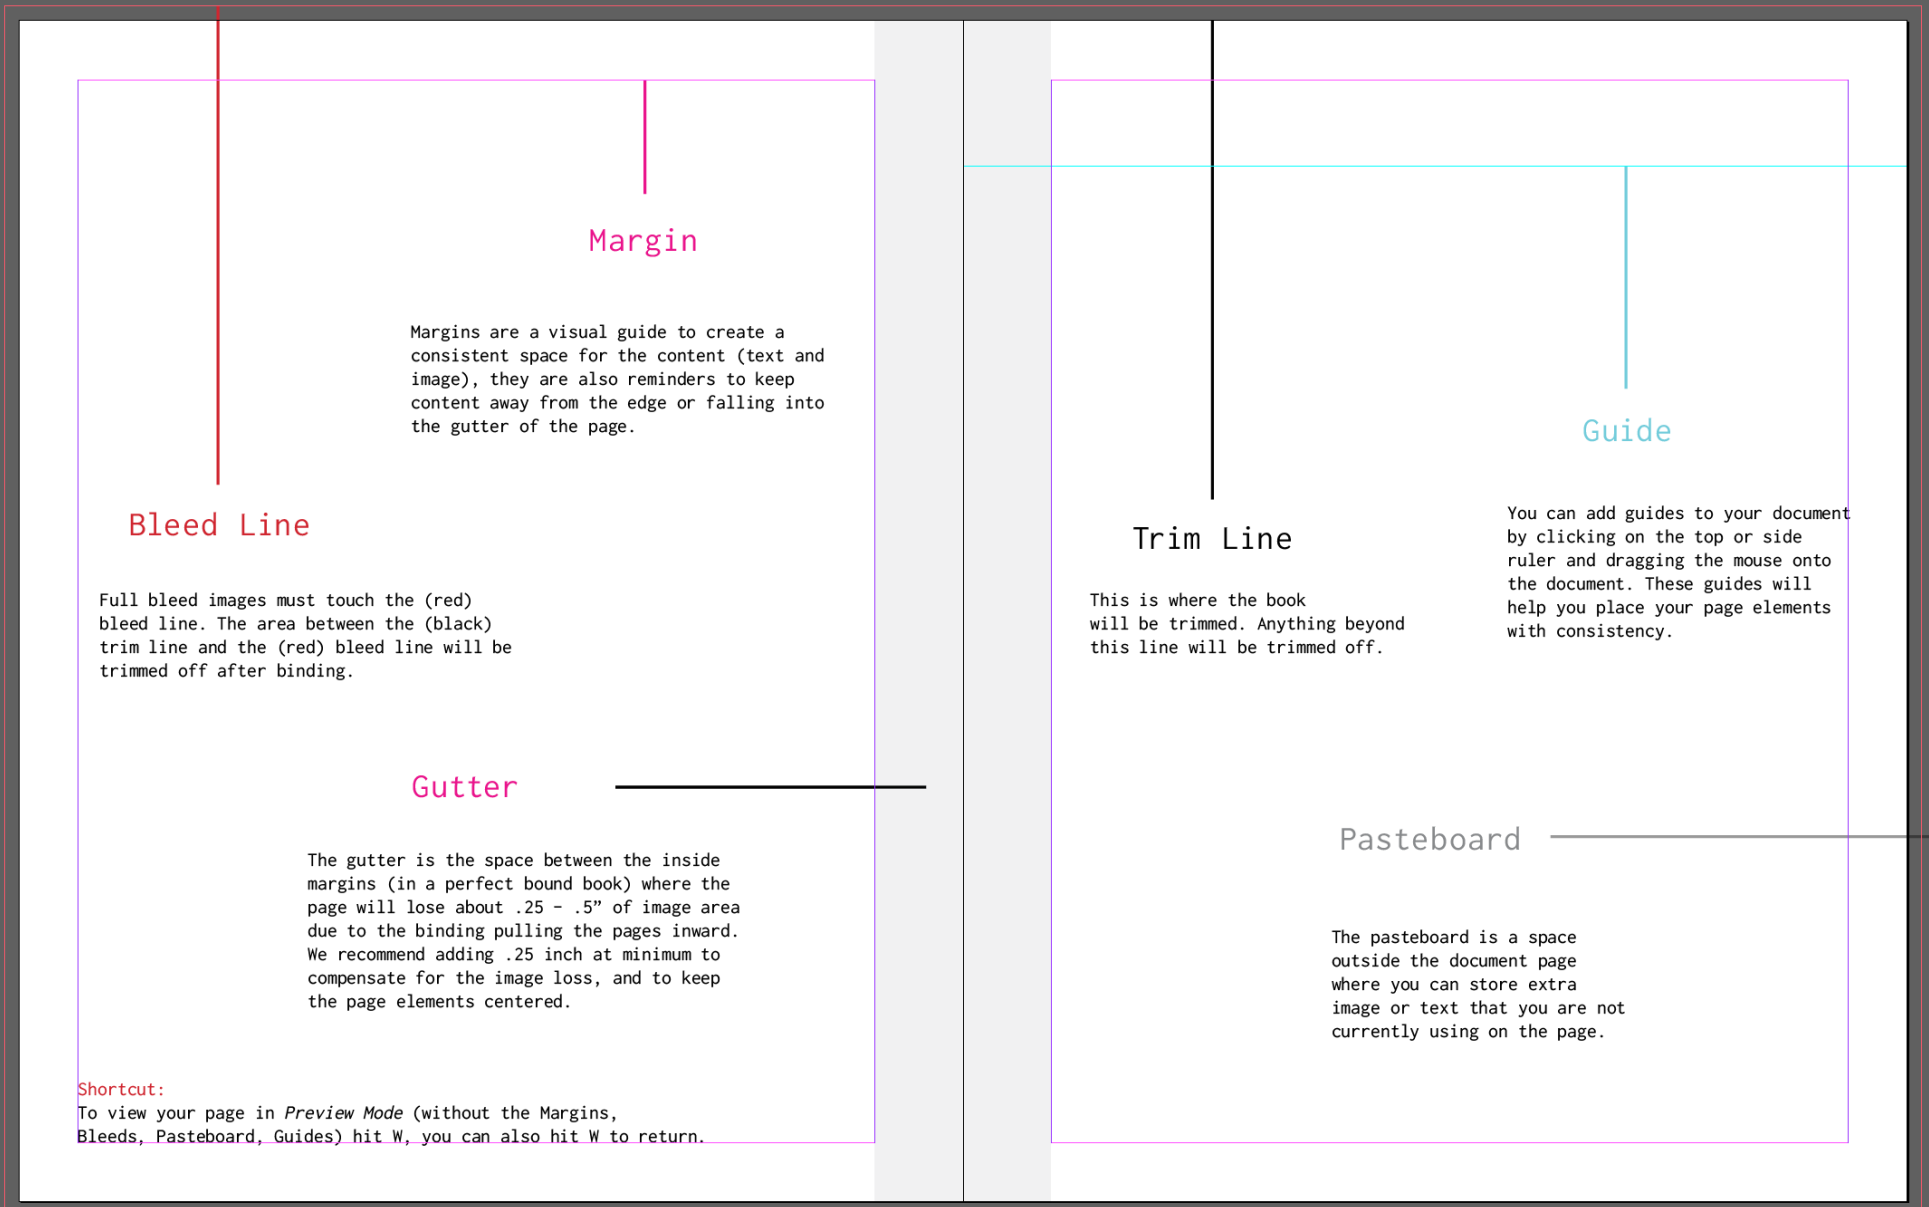 Margin
Margins are a visual guide to create a
consistent space for the content (text and
image), they are also reminders to keep
content away from the edge or falling into
the gutter of the page.
Bleed Line
Full bleed images must touch the (red)
bleed line. The area between the (black)
trim line and the (red) bleed line will be
trimmed off after binding.
Gutter
The gutter is the space between the inside
margins (in a perfect bound book) where the
page will lose about .25 – .5” of image area
due to the binding pulling the pages inward.
We recommend adding .25 inch at minimum to
compensate for the image loss, and to keep
the page elements centered.
Shortcut:
To view your page in Preview Mode (without the Margins,
Bleeds, Pasteboard, Guides) hit W, you can also hit W to return.
Guide
You can add guides to your document
by clicking on the top or side
ruler and dragging the mouse onto
the document. These guides will
help you place your page elements
with consistency.
Trim Line
This is where the book
will be trimmed. Anything beyond
this line will be trimmed off.
Pasteboard
The pasteboard is a space
outside the document page
where you can store extra
image or text that you are not
currently using on the page.